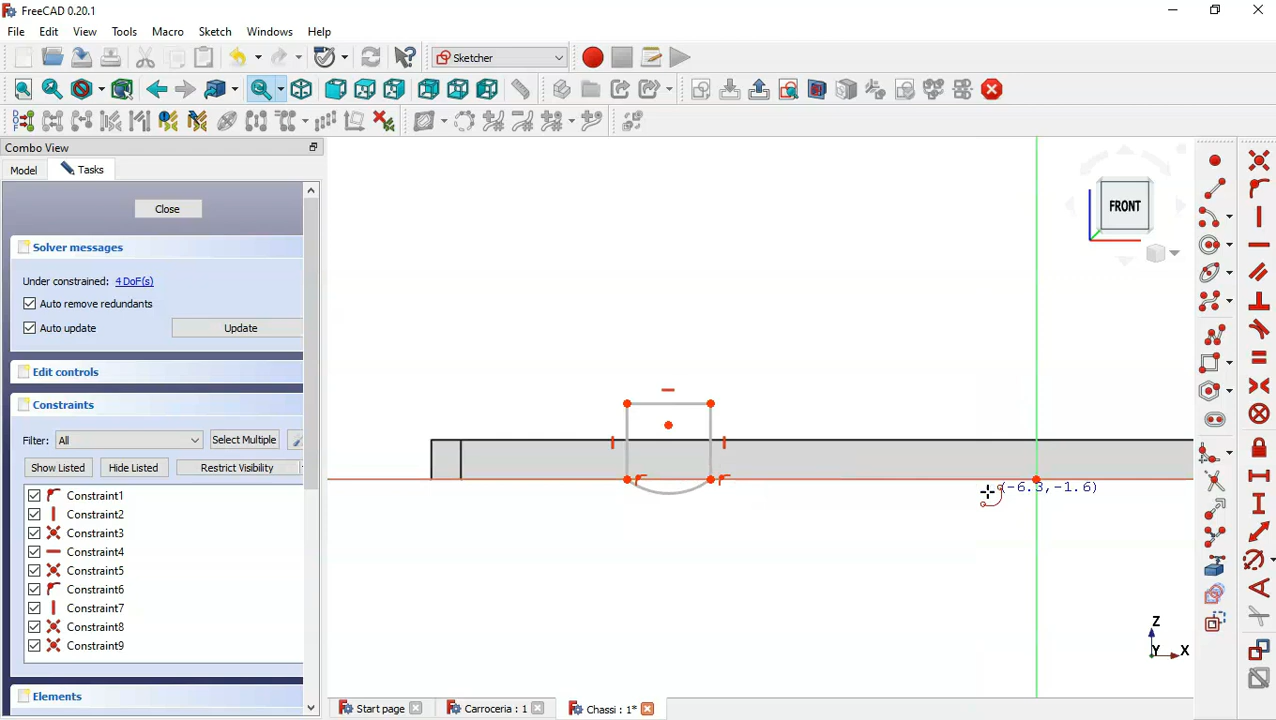 FreeCAD 0.20.1
File Edit View Tools Macro Sketch Windows Help
Sketcher
Combo View
Model Tasks
Close
Solver messages
Under constrained: 4 DoF(s)
Auto remove redundants
Auto update Update
Edit controls
Constraints
Filter: All Select Multiple
Show Listed Hide Listed Restrict Visibility
Constraint1
Constraint2
Constraint3
Constraint4
Constraint5
Constraint6
Constraint7
Constraint8
Constraint9
Elements
FRONT
(-6.3,-1.6)
Z
Y X
Start page Carroceria : 1 Chassi : 1*